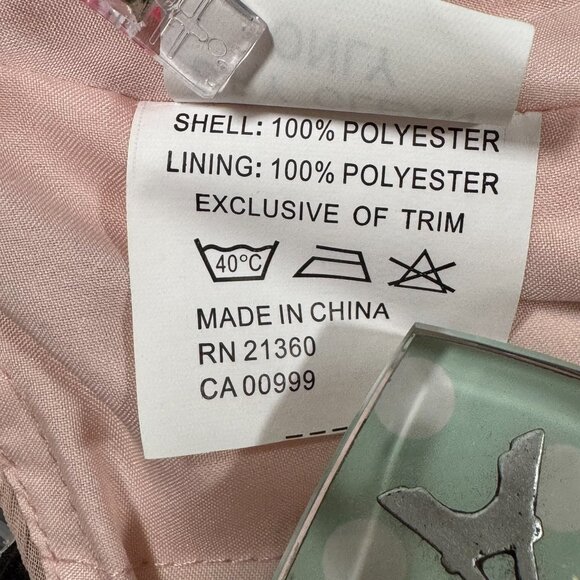 SHELL: 100% POLYESTER
LINING: 100% POLYESTER
EXCLUSIVE OF TRIM
40°C
MADE IN CHINA
RN 21360
CA 00999